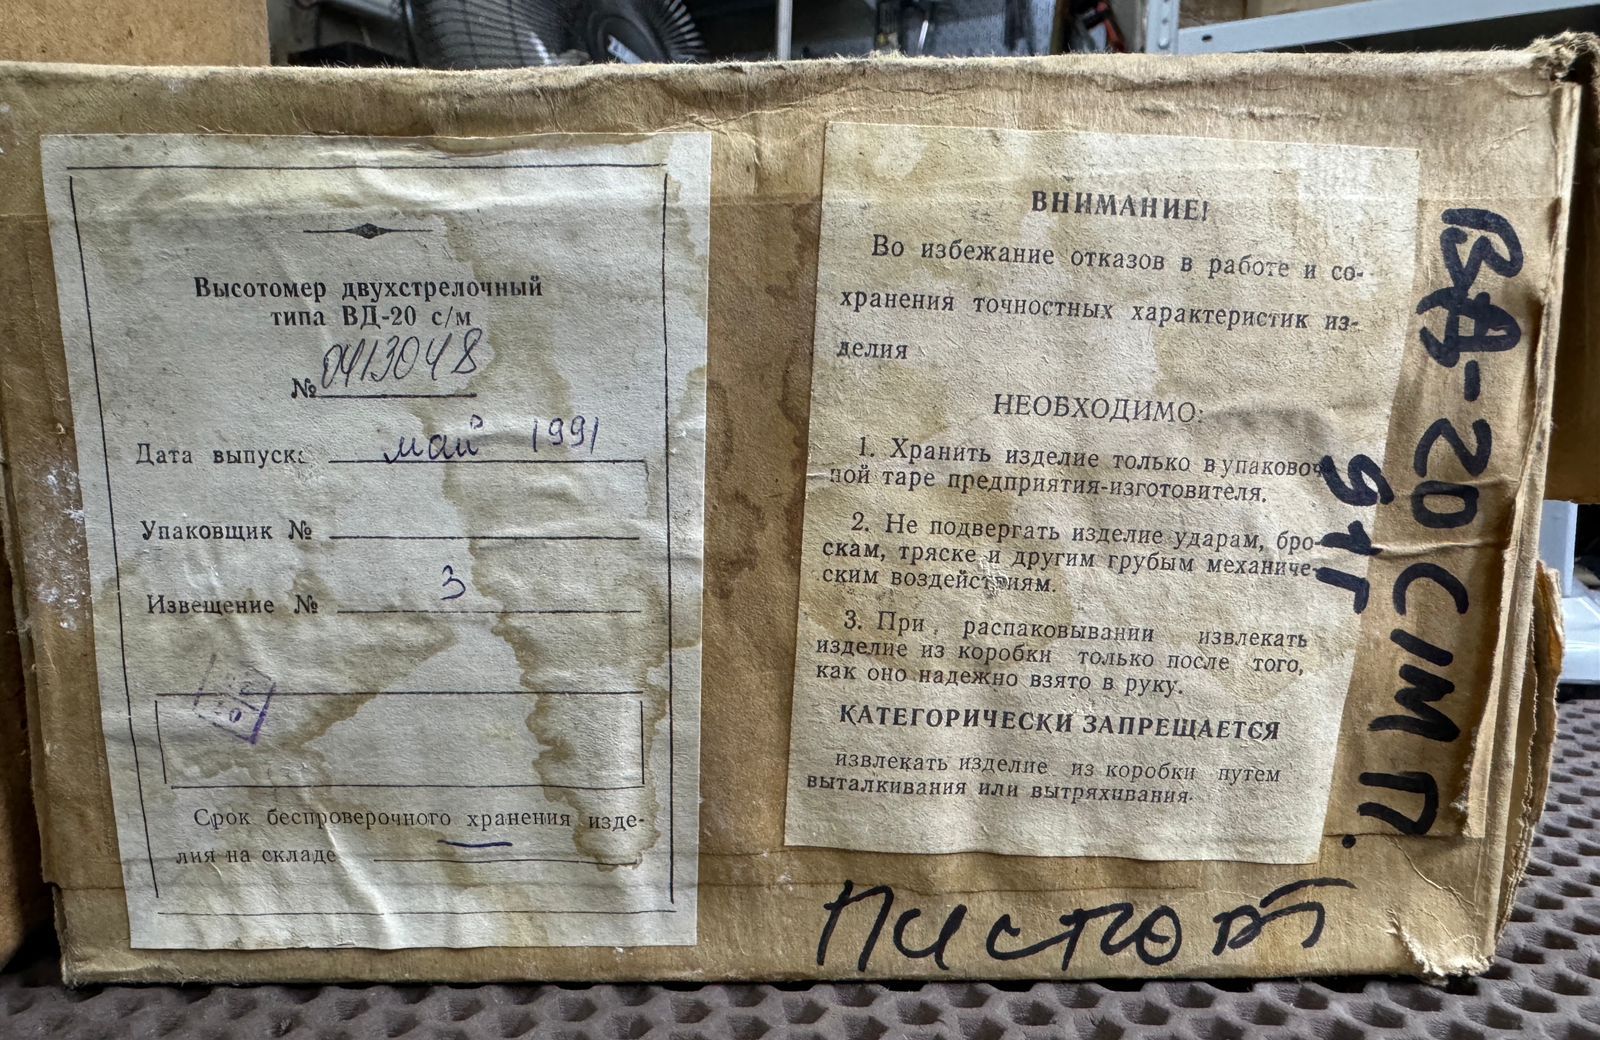 Высотомер двухстрелочный
типа ВД-20 с/м
№ 0413048
Дата выпуска май 1991
Упаковщик №
Извещение № 3
Срок беспроверочного хранения изде-
лия на складе
ВНИМАНИЕ!
Во избежание отказов в работе и со-
хранения точностных характеристик из-
делия
НЕОБХОДИМО:
1. Хранить изделие только в упаковоч-
ной таре предприятия-изготовителя.
2. Не подвергать изделие ударам, бро-
скам, тряске и другим грубым механиче-
ским воздействиям.
3. При распаковывании извлекать
изделие из коробки только после того,
как оно надежно взято в руку.
КАТЕГОРИЧЕСКИ ЗАПРЕЩАЕТСЯ
извлекать изделие из коробки путем
выталкивания или вытряхивания.
ВД-20 С/М П.
91г